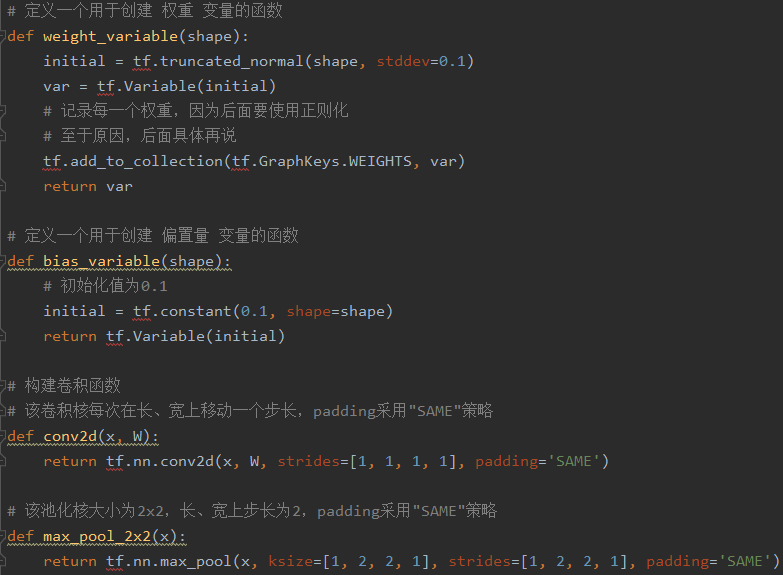 # 定义一个用于创建 权重 变量的函数
def weight_variable(shape):
    initial = tf.truncated_normal(shape, stddev=0.1)
    var = tf.Variable(initial)
    # 记录每一个权重，因为后面要使用正则化
    # 至于原因，后面具体再说
    tf.add_to_collection(tf.GraphKeys.WEIGHTS, var)
    return var
# 定义一个用于创建 偏置量 变量的函数
def bias_variable(shape):
    # 初始化值为0.1
    initial = tf.constant(0.1, shape=shape)
    return tf.Variable(initial)
# 构建卷积函数
# 该卷积核每次在长、宽上移动一个步长，padding采用"SAME"策略
def conv2d(x, W):
    return tf.nn.conv2d(x, W, strides=[1, 1, 1, 1], padding='SAME')
# 该池化核大小为2x2，长、宽上步长为2，padding采用"SAME"策略
def max_pool_2x2(x):
    return tf.nn.max_pool(x, ksize=[1, 2, 2, 1], strides=[1, 2, 2, 1], padding='SAME')